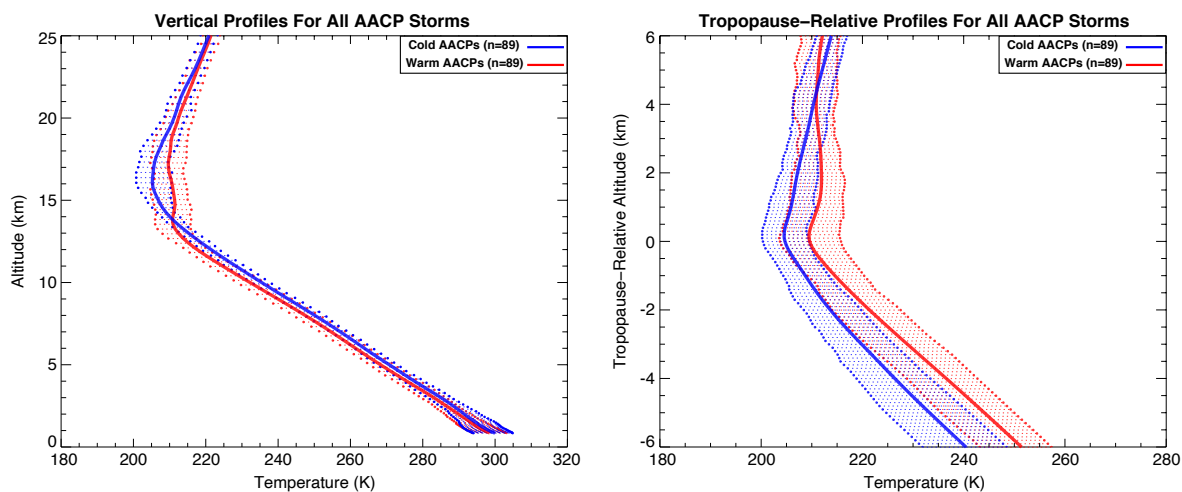 Vertical Profiles For All AACP Storms
25
20
15
10
5
0
Altitude (km)
Cold AACPs (n=89)
Warm AACPs (n=89)
180 200 220 240 260 280 300 320
Temperature (K)
Tropopause−Relative Profiles For All AACP Storms
6
4
2
0
-2
-4
-6
Tropopause−Relative Altitude (km)
Cold AACPs (n=89)
Warm AACPs (n=89)
180 200 220 240 260 280
Temperature (K)